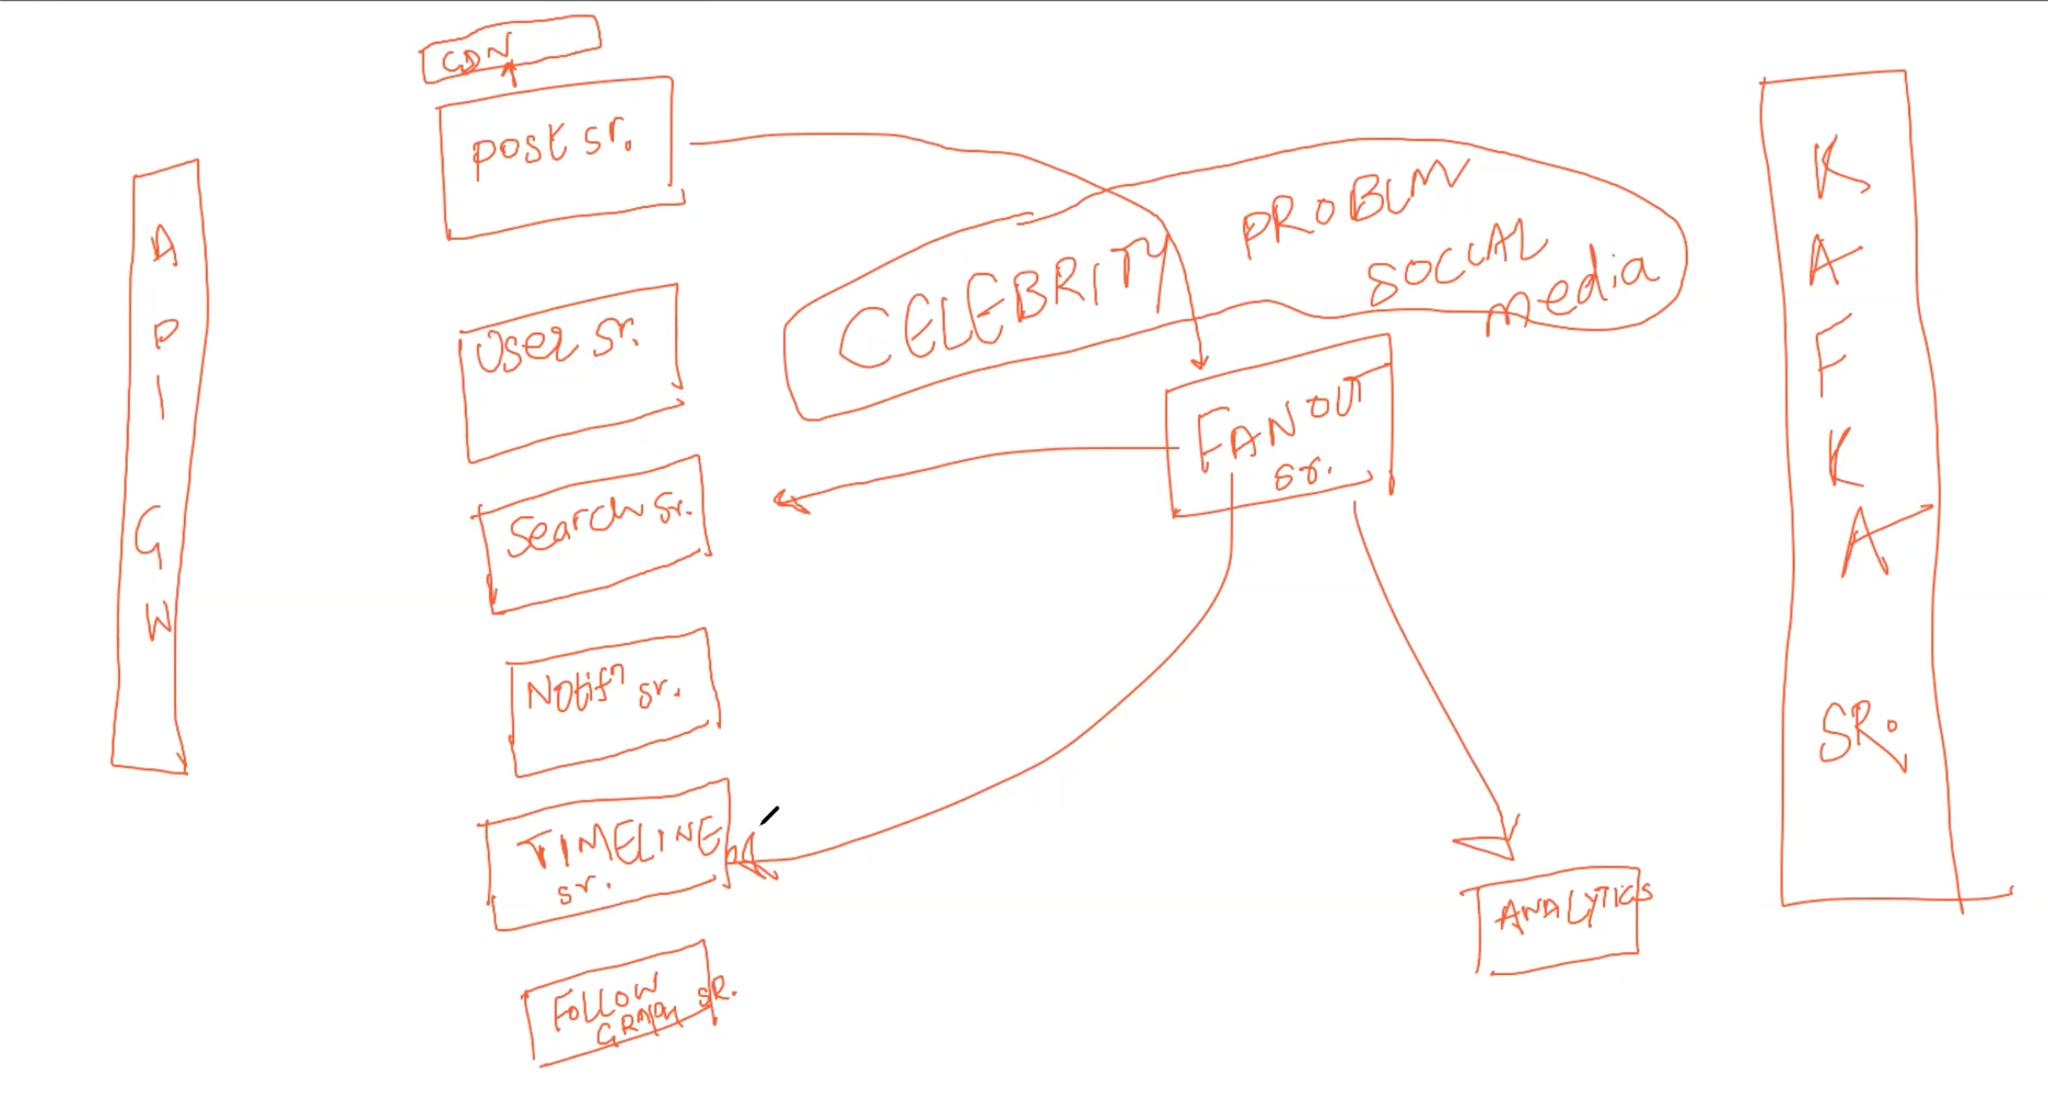 CDN
post sr.
API GW
CELEBRITY PROBLM
SOCIAL
media
User sr.
FANOUT
sr.
Search sr.
Notifn sr.
TIMELINE
sr.
FOLLOW
GRAPH SR.
ANALYTICS
KAFKA
SR.